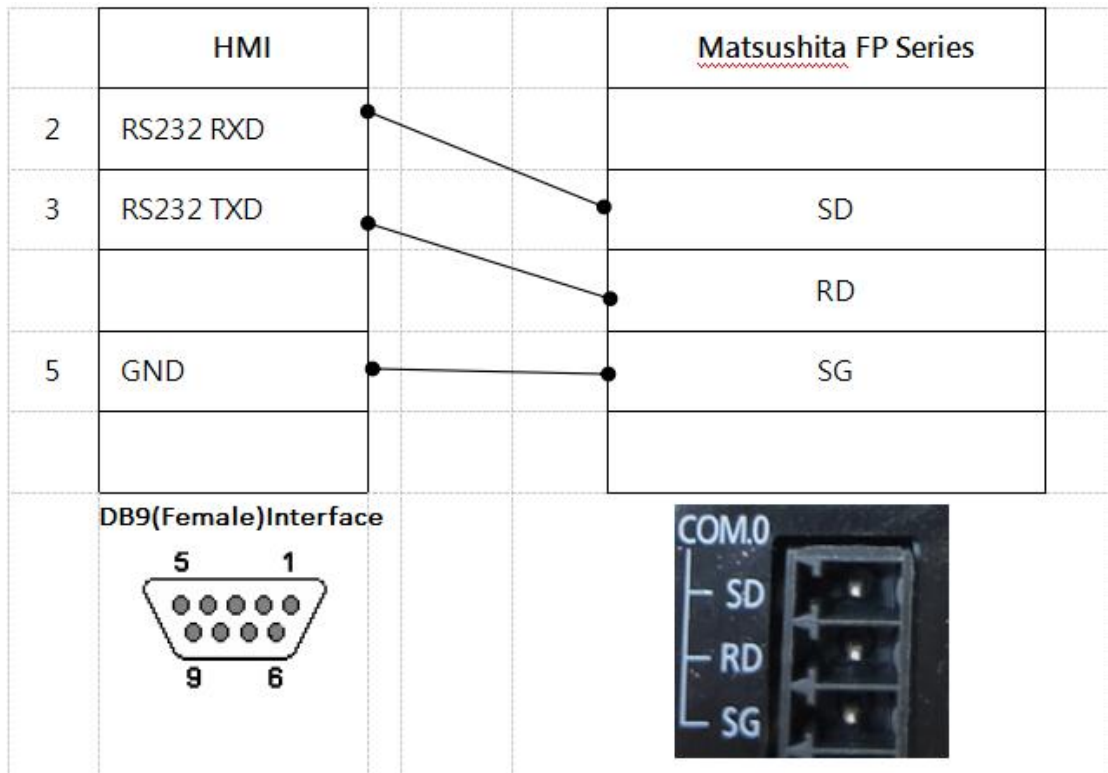 HMI Matsushita FP Series
2 RS232 RXD
3 RS232 TXD SD
RD
5 GND SG
DB9(Female)Interface
5 1
9 6
COM.0
SD
RD
SG